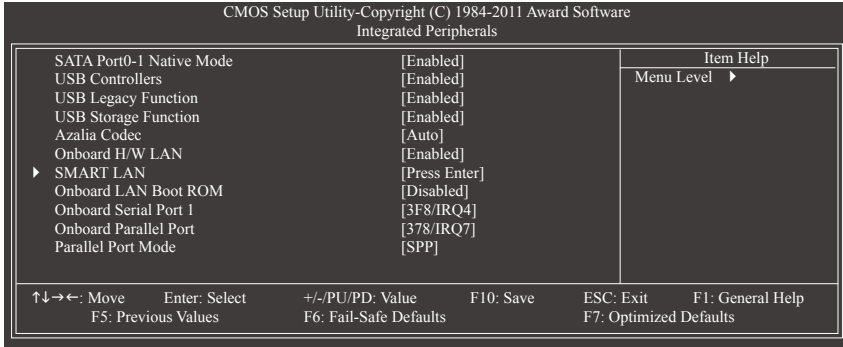 CMOS Setup Utility-Copyright (C) 1984-2011 Award Software
Integrated Peripherals
SATA Port0-1 Native Mode [Enabled]
USB Controllers [Enabled]
USB Legacy Function [Enabled]
USB Storage Function [Enabled]
Azalia Codec [Auto]
Onboard H/W LAN [Enabled]
SMART LAN [Press Enter]
Onboard LAN Boot ROM [Disabled]
Onboard Serial Port 1 [3F8/IRQ4]
Onboard Parallel Port [378/IRQ7]
Parallel Port Mode [SPP]
Item Help
Menu Level
↑↓→←: Move Enter: Select +/-/PU/PD: Value F10: Save ESC: Exit F1: General Help
F5: Previous Values F6: Fail-Safe Defaults F7: Optimized Defaults